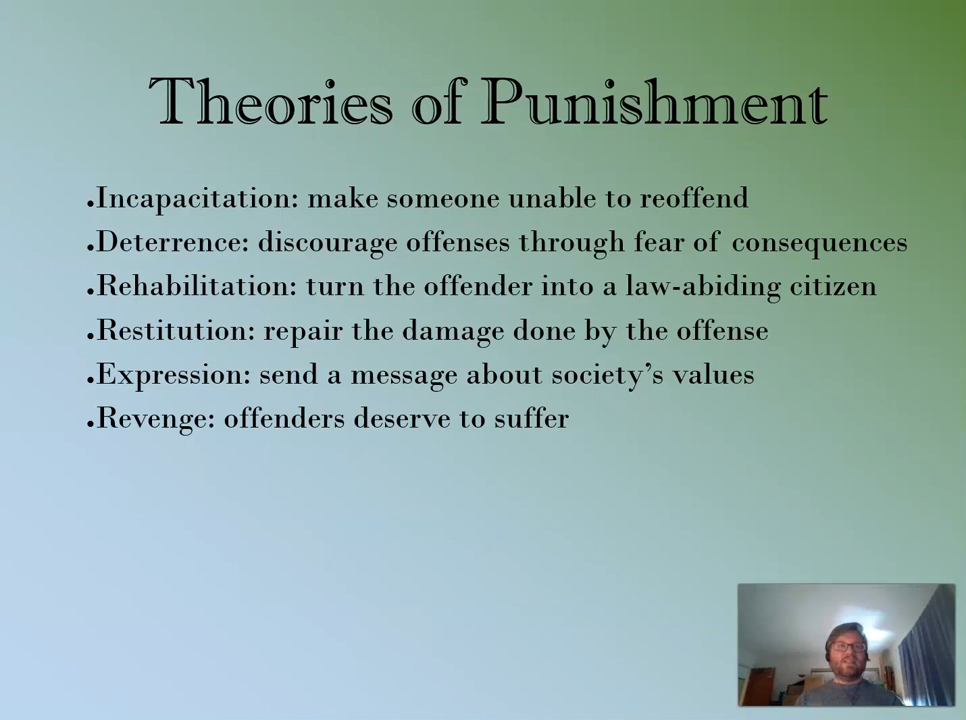 Theories of Punishment
.Incapacitation: make someone unable to reoffend
.Deterrence: discourage offenses through fear of consequences
.Rehabilitation: turn the offender into a law-abiding citizen
.Restitution: repair the damage done by the offense
.Expression: send a message about society’s values
.Revenge: offenders deserve to suffer